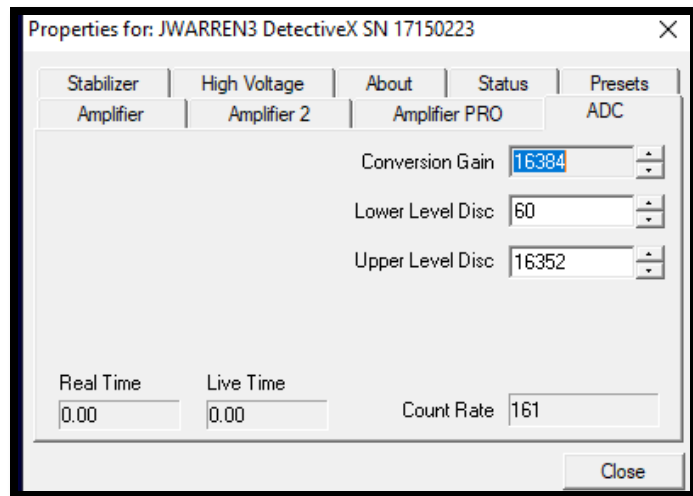 Properties for: JWARREN3 DetectiveX SN 17150223
Stabilizer High Voltage About Status Presets
Amplifier Amplifier 2 Amplifier PRO ADC
Conversion Gain 16384
Lower Level Disc 60
Upper Level Disc 16352
Real Time Live Time
0.00 0.00 Count Rate 161
Close